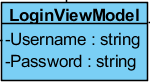 LoginViewModel
-Username : string
-Password : string